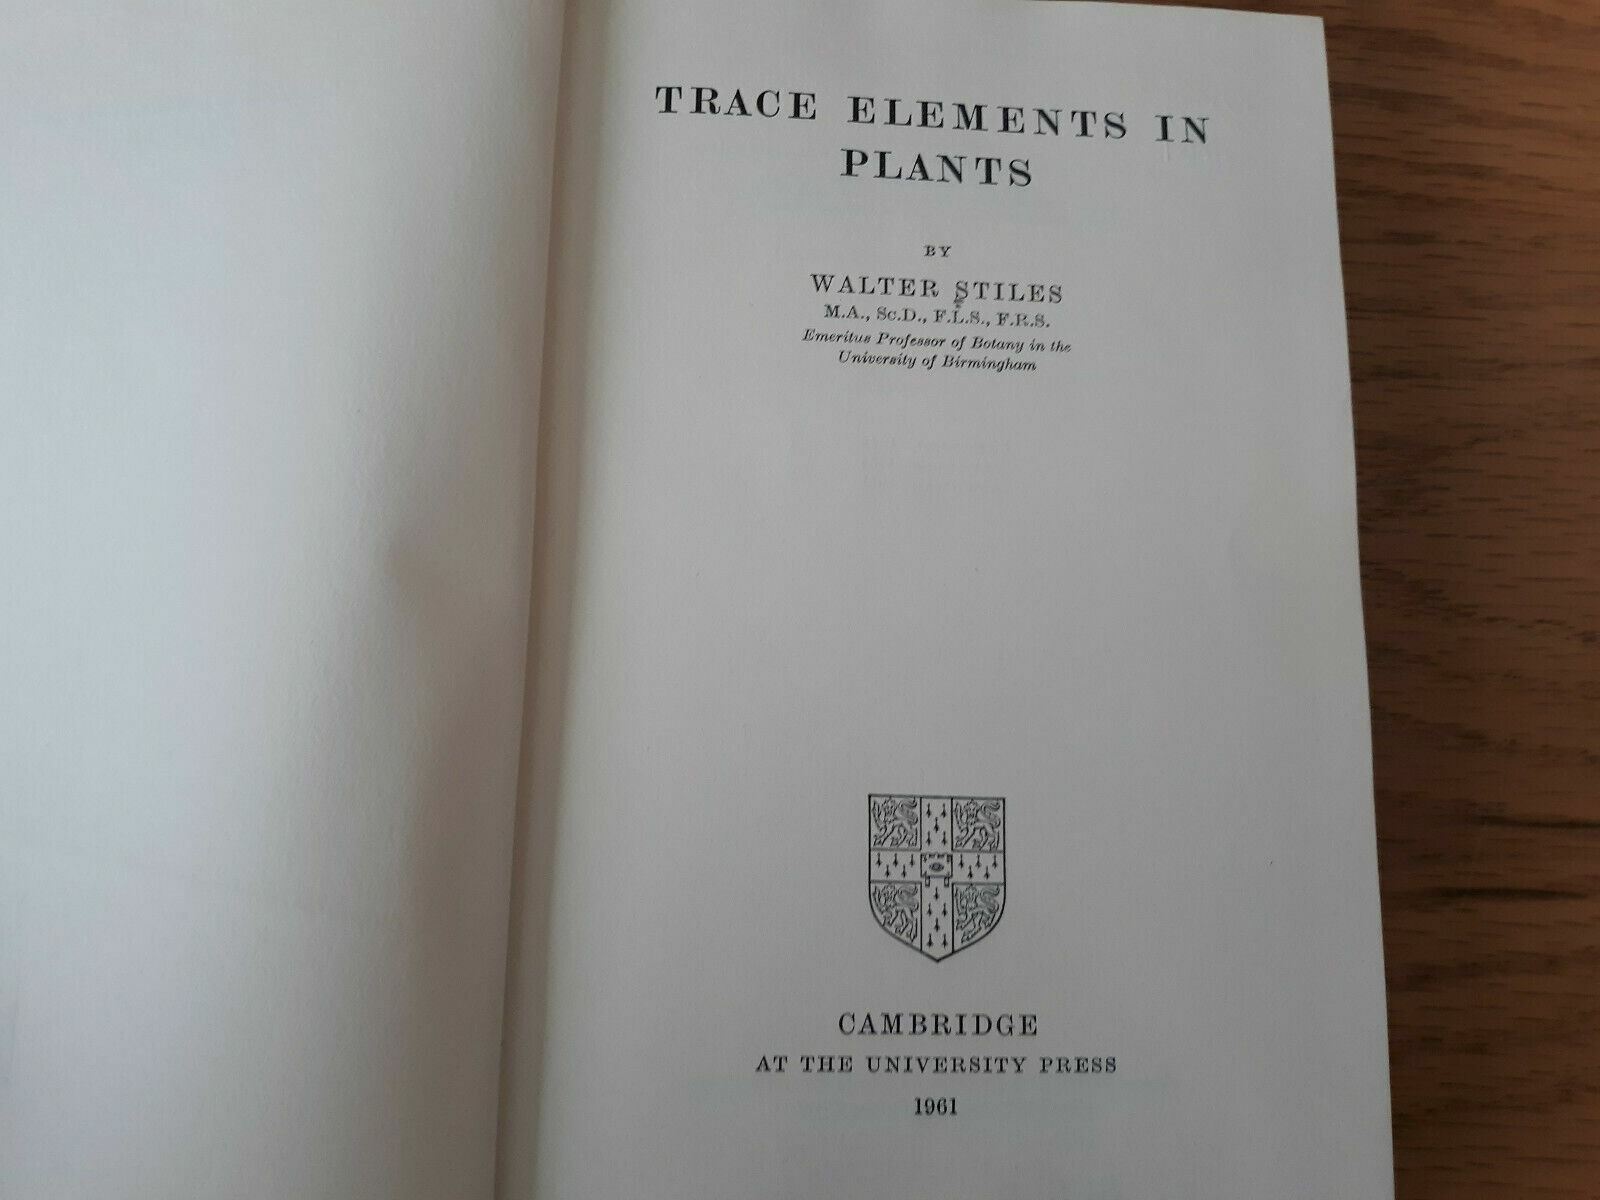 TRACE ELEMENTS IN
PLANTS
BY
WALTER STILES
M.A., Sc.D., F.L.S., F.R.S.
Emeritus Professor of Botany in the
University of Birmingham
CAMBRIDGE
AT THE UNIVERSITY PRESS
1961